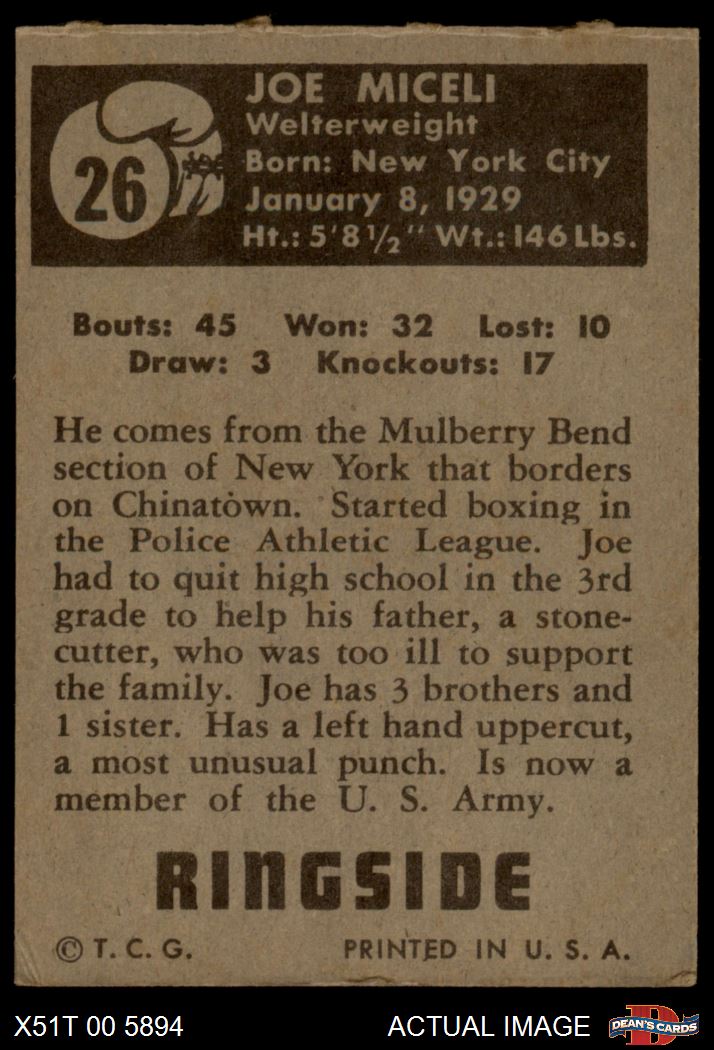 26
JOE MICELI
Welterweight
Born: New York City
January 8, 1929
Ht.: 5'8 1/2" Wt.: 146 Lbs.
Bouts: 45 Won: 32 Lost: 10
Draw: 3 Knockouts: 17
He comes from the Mulberry Bend
section of New York that borders
on Chinatown. Started boxing in
the Police Athletic League. Joe
had to quit high school in the 3rd
grade to help his father, a stone-
cutter, who was too ill to support
the family. Joe has 3 brothers and
1 sister. Has a left hand uppercut,
a most unusual punch. Is now a
member of the U. S. Army.
RINGSIDE
© T. C. G. PRINTED IN U. S. A.
X51T 00 5894 ACTUAL IMAGE D DEAN'S CARDS